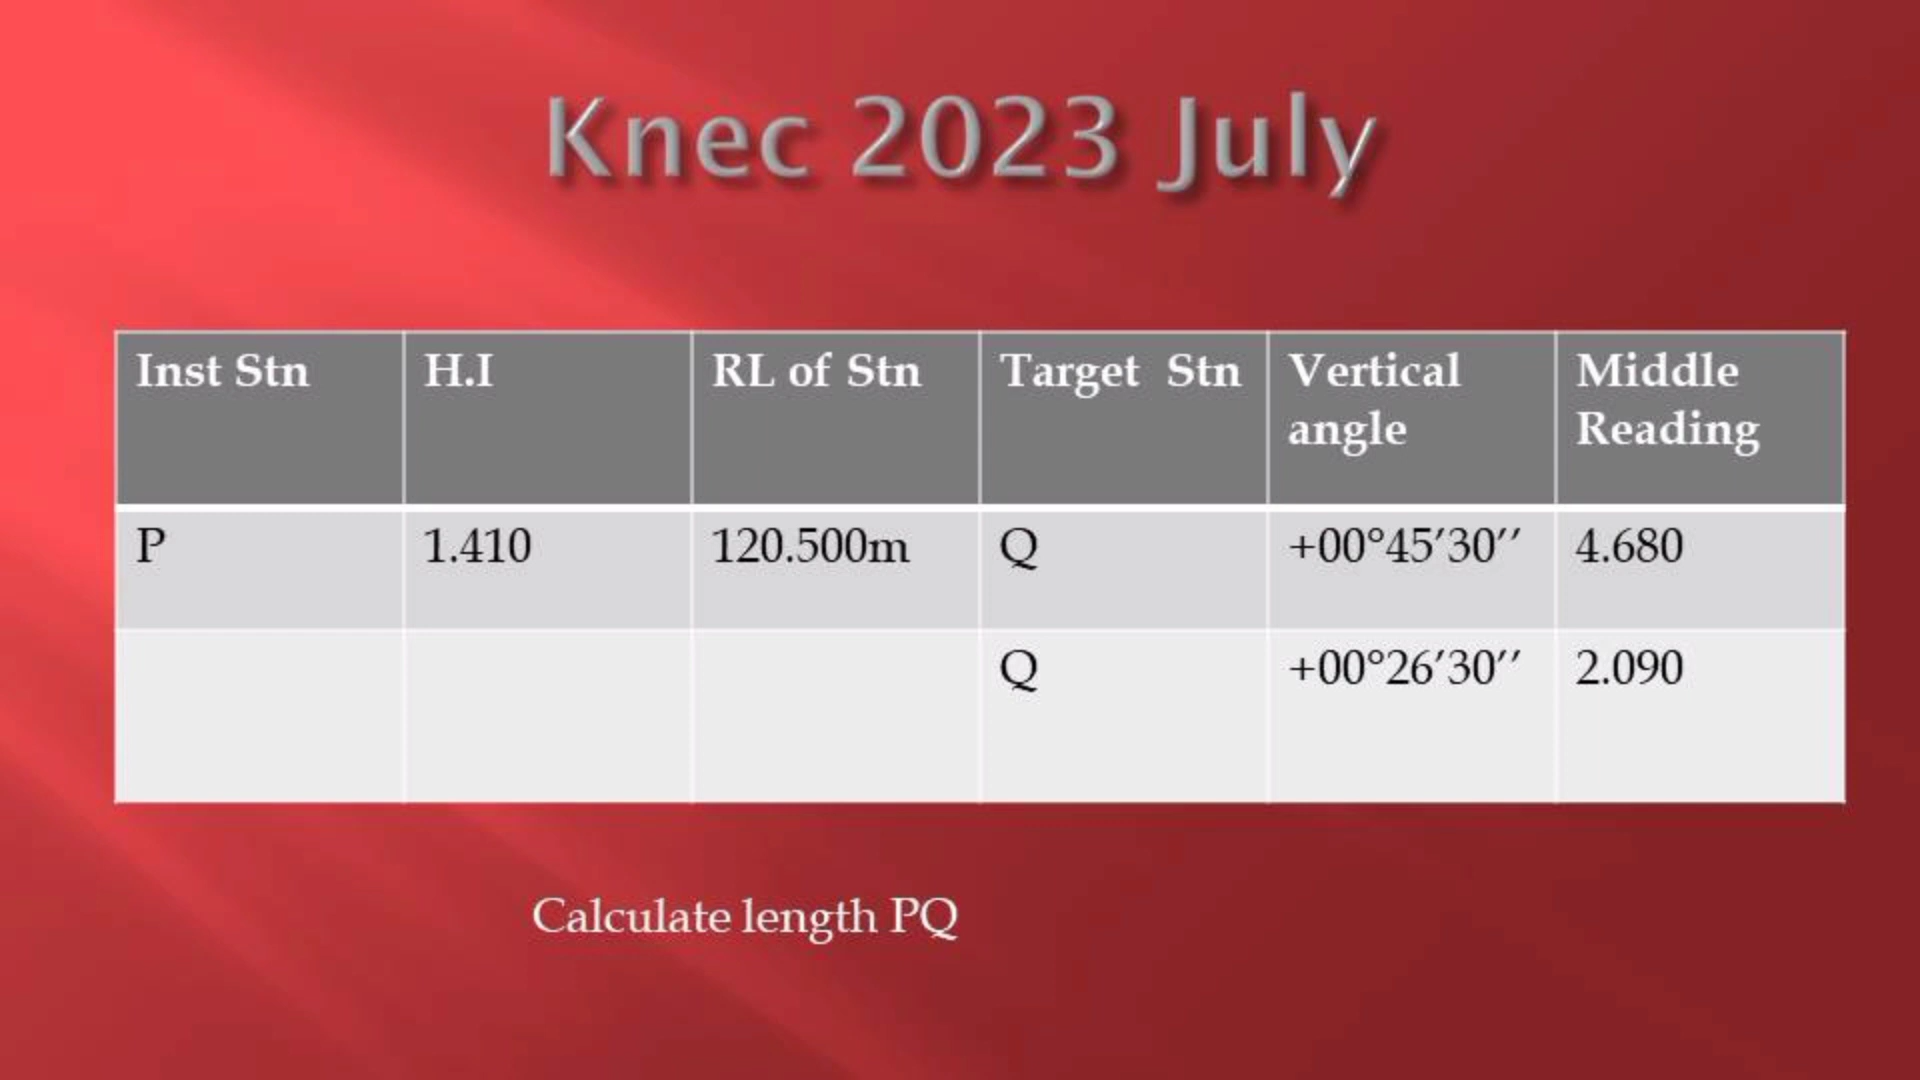 Knec 2023 July
Inst Stn H.I RL of Stn Target Stn Vertical angle Middle Reading
P 1.410 120.500m Q +00°45′30′′ 4.680
Q +00°26′30′′ 2.090
Calculate length PQ